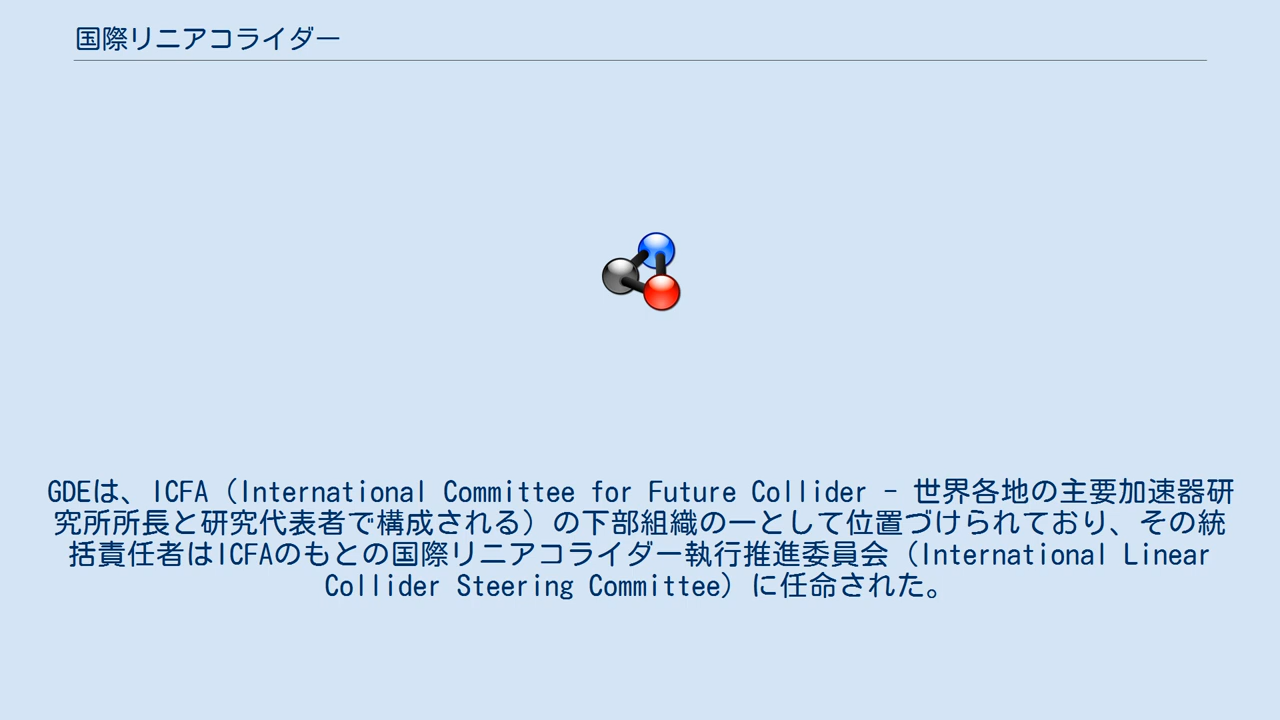 国際リニアコライダー
GDEは、ICFA（International Committee for Future Collider － 世界各地の主要加速器研
究所所長と研究代表者で構成される）の下部組織の一として位置づけられており、その統
括責任者はICFAのもとの国際リニアコライダー執行推進委員会（International Linear
Collider Steering Committee）に任命された。